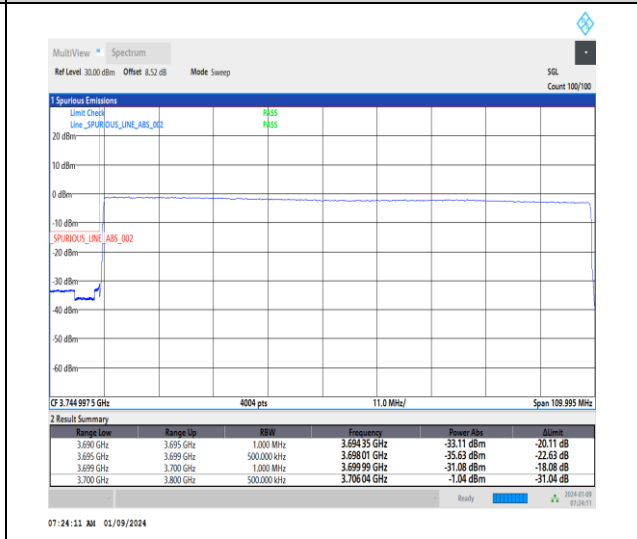 MultiView Spectrum
Ref Level 30.00 dBm Offset 8.52 dB Mode Sweep SGL
Count 100/100
1 Spurious Emissions
Limit Check PASS
Line _SPURIOUS_LINE_ABS_002 PASS
20 dBm
10 dBm
0 dBm
-10 dBm
_SPURIOUS_LINE_ABS_002
-20 dBm
-30 dBm
-40 dBm
-50 dBm
-60 dBm
CF 3.744 997 5 GHz 4004 pts 11.0 MHz/ Span 109.995 MHz
2 Result Summary
Range Low Range Up RBW Frequency Power Abs ΔLimit
3.690 GHz 3.695 GHz 1.000 MHz 3.694 35 GHz -33.11 dBm -20.11 dB
3.695 GHz 3.699 GHz 500.000 kHz 3.698 01 GHz -35.63 dBm -22.63 dB
3.699 GHz 3.700 GHz 1.000 MHz 3.699 99 GHz -31.08 dBm -18.08 dB
3.700 GHz 3.800 GHz 500.000 kHz 3.706 04 GHz -1.04 dBm -31.04 dB
Ready 2024-01-09
07:24:11
07:24:11 AM 01/09/2024